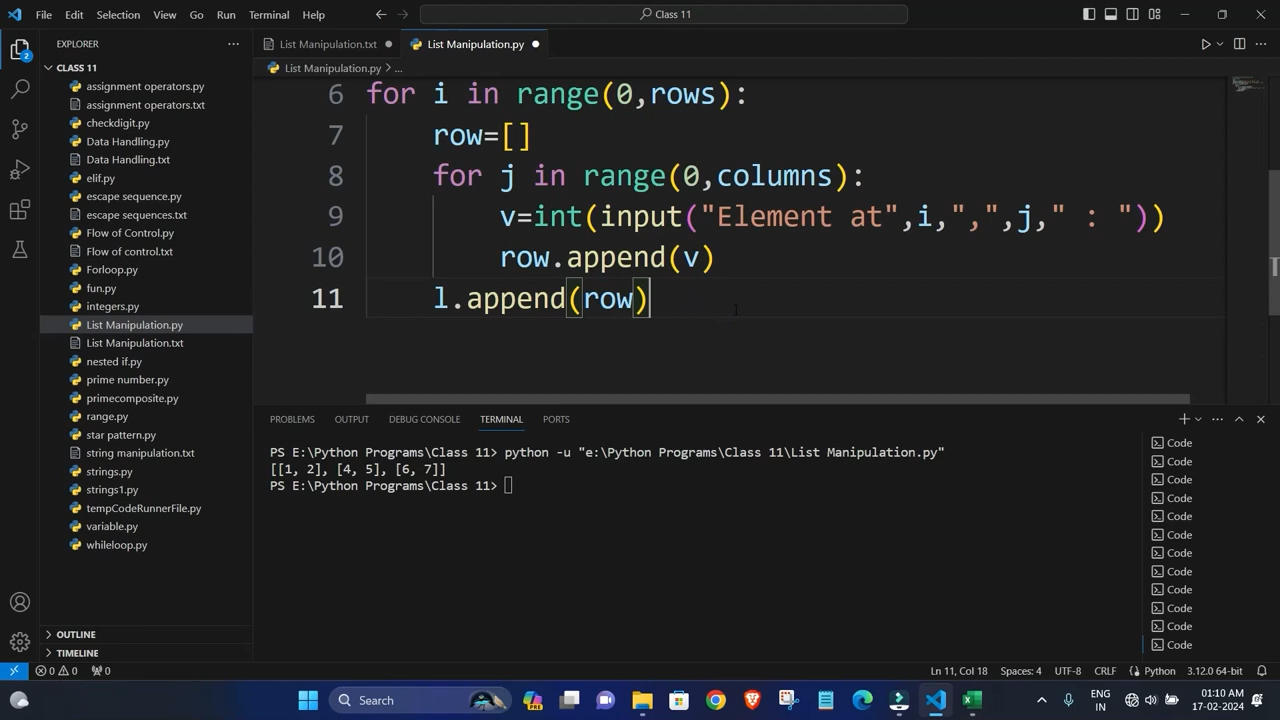 File Edit Selection View Go Run Terminal Help
Class 11
2
EXPLORER
CLASS 11
assignment operators.py
assignment operators.txt
checkdigit.py
Data Handling.py
Data Handling.txt
elif.py
escape sequence.py
escape sequences.txt
Flow of Control.py
Flow of control.txt
Forloop.py
fun.py
integers.py
List Manipulation.py
List Manipulation.txt
nested if.py
prime number.py
primecomposite.py
range.py
star pattern.py
string manipulation.txt
strings.py
strings1.py
tempCodeRunnerFile.py
variable.py
whileloop.py
OUTLINE
TIMELINE
List Manipulation.txt List Manipulation.py
List Manipulation.py > ...
6 for i in range(0,rows):
7 row=[]
8 for j in range(0,columns):
9 v=int(input("Element at",i,",",j," : "))
10 row.append(v)
11 l.append(row)
PROBLEMS OUTPUT DEBUG CONSOLE TERMINAL PORTS
PS E:\Python Programs\Class 11> python -u "e:\Python Programs\Class 11\List Manipulation.py"
[[1, 2], [4, 5], [6, 7]]
PS E:\Python Programs\Class 11>
Code
Code
Code
Code
Code
Code
Code
Code
Code
Code
Code
Code
0 0 0 Ln 11, Col 18 Spaces: 4 UTF-8 CRLF Python 3.12.0 64-bit
Search PRE ENG 01:10 AM
IN 17-02-2024